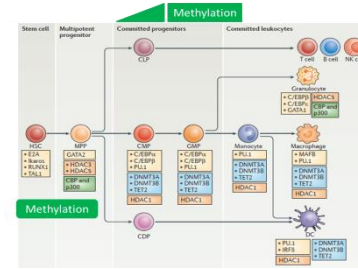 Methylation
Stem cell
Multipotent
progenitor
Committed progenitors
Committed leukocytes
CLP
T cell
B cell
NK c
Granulocyte
• C/EBPβ
• C/EBPε
• GATA1
HDAC5
CBP and
p300
HSC
MPP
CMP
GMP
Monocyte
Macrophage
• E2A
• Ikaros
• RUNX1
• TAL1
GATA2
• HDAC3
• HDAC5
CBP and
p300
• C/EBPα
• C/EBPβ
• PU.1
• DNMT3A
• DNMT3B
• TET2
HDAC1
• C/EBPα
• C/EBPβ
• PU.1
• DNMT3A
• DNMT3B
• TET2
HDAC1
• PU.1
• DNMT3A
• DNMT3B
• TET2
HDAC1
• MAFB
• PU.1
• DNMT3A
• DNMT3B
• TET2
HDAC1
Methylation
CDP
DC
• PU.1
• IRF8
HDAC1
• DNMT3A
• DNMT3B
• TET2